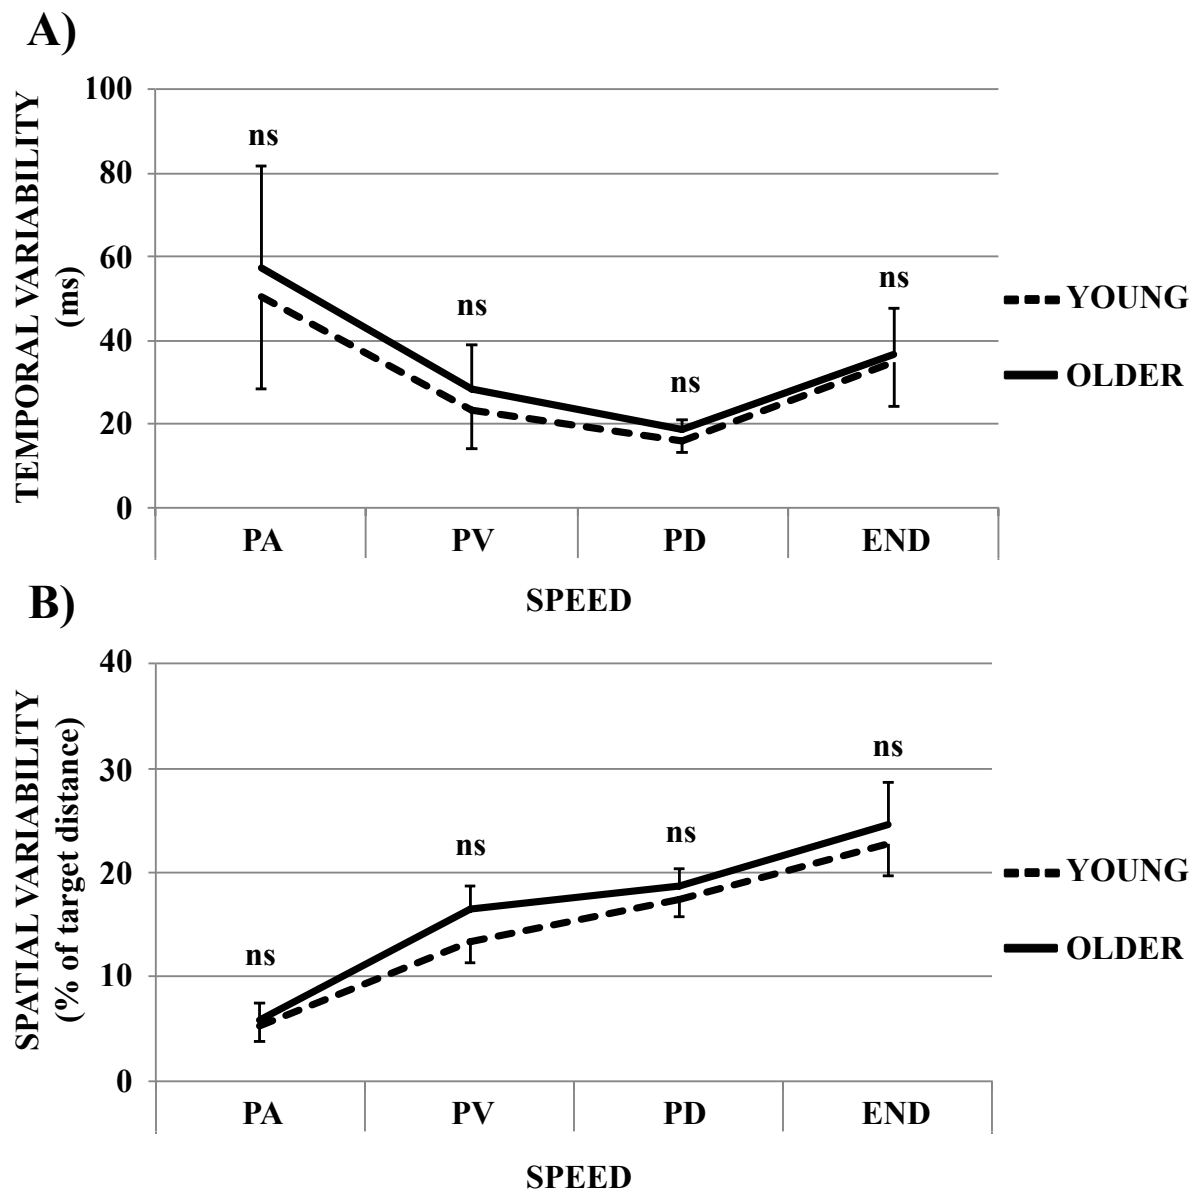 A)
TEMPORAL VARIABILITY
(ms)
100
80
60
40
20
0
ns
ns
ns
ns
PA
PV
PD
END
SPEED
YOUNG
OLDER
B)
SPATIAL VARIABILITY
(% of target distance)
40
30
20
10
0
ns
ns
ns
ns
PA
PV
PD
END
SPEED
YOUNG
OLDER